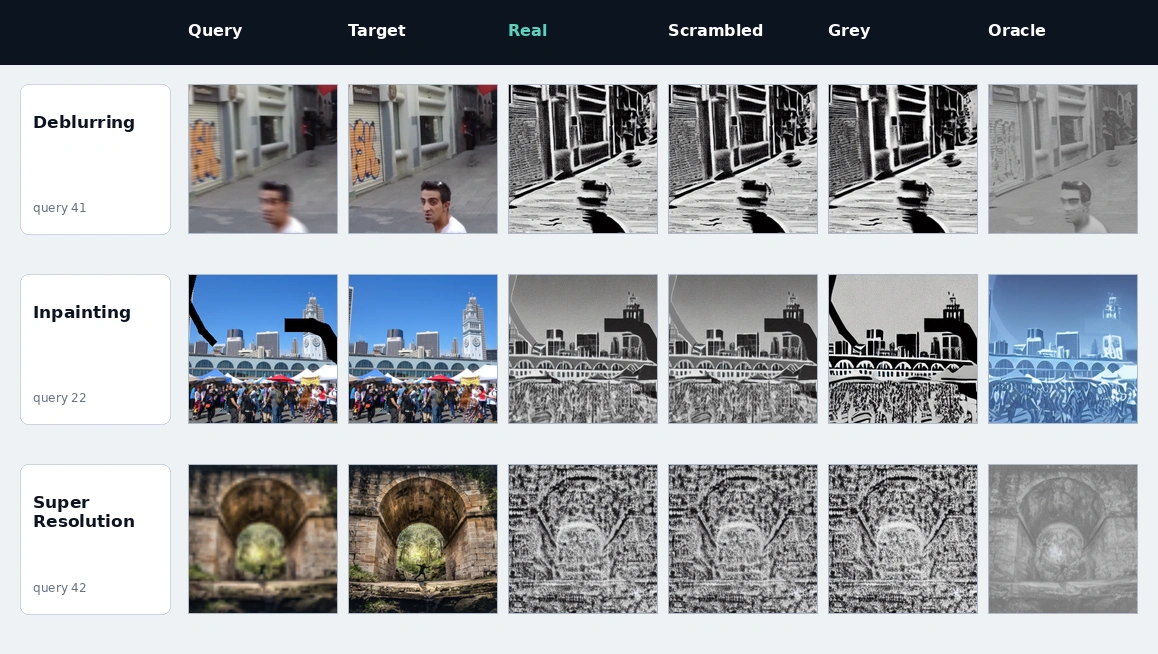 Query Target Real Scrambled Grey Oracle
Deblurring
query 41
Inpainting
query 22
Super
Resolution
query 42